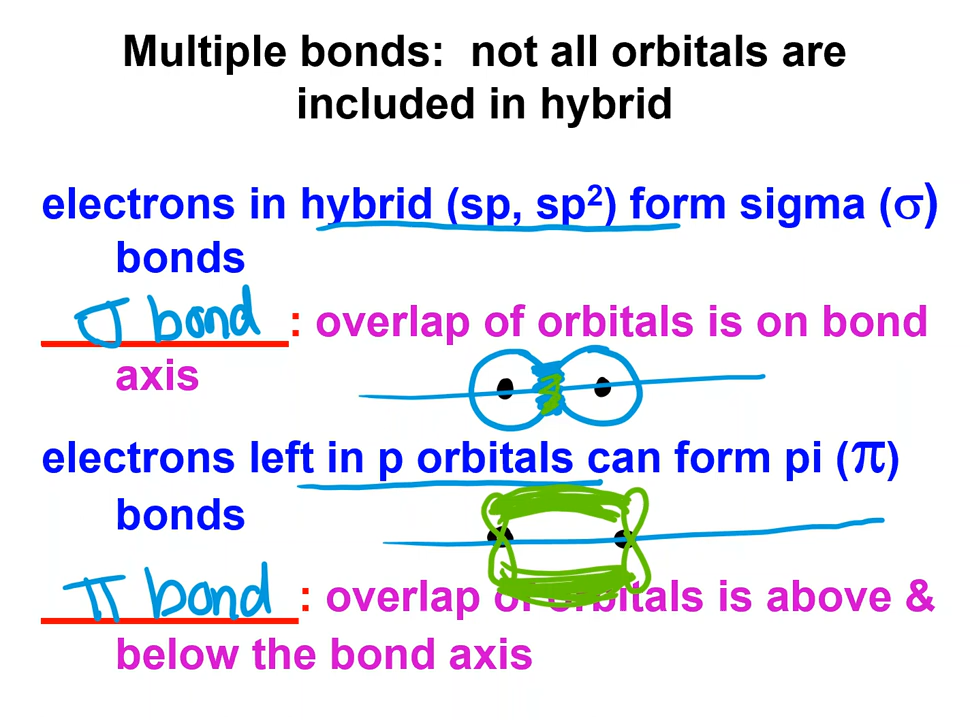 Multiple bonds: not all orbitals are
included in hybrid
electrons in hybrid (sp, sp²) form sigma (σ)
bonds
σ bond : overlap of orbitals is on bond
axis
electrons left in p orbitals can form pi (π)
bonds
π bond : overlap of orbitals is above &
below the bond axis